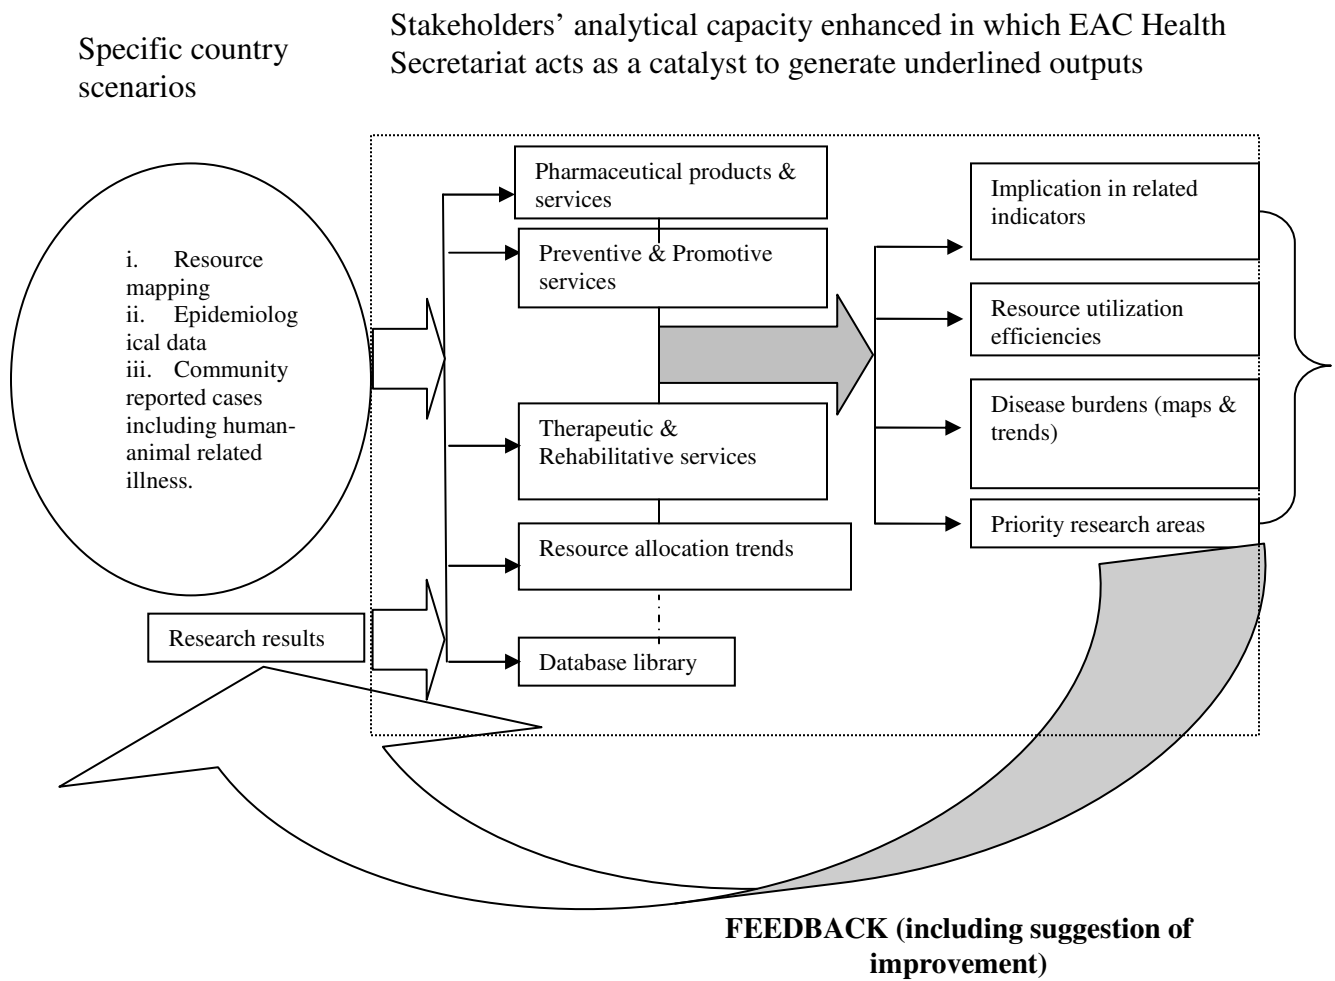 Specific country
scenarios
Stakeholders’ analytical capacity enhanced in which EAC Health
Secretariat acts as a catalyst to generate underlined outputs
i. Resource
mapping
ii. Epidemiolog
ical data
iii. Community
reported cases
including human-
animal related
illness.
Research results
Pharmaceutical products &
services
Preventive & Promotive
services
Therapeutic &
Rehabilitative services
Resource allocation trends
Database library
Implication in related
indicators
Resource utilization
efficiencies
Disease burdens (maps &
trends)
Priority research areas
FEEDBACK (including suggestion of
improvement)